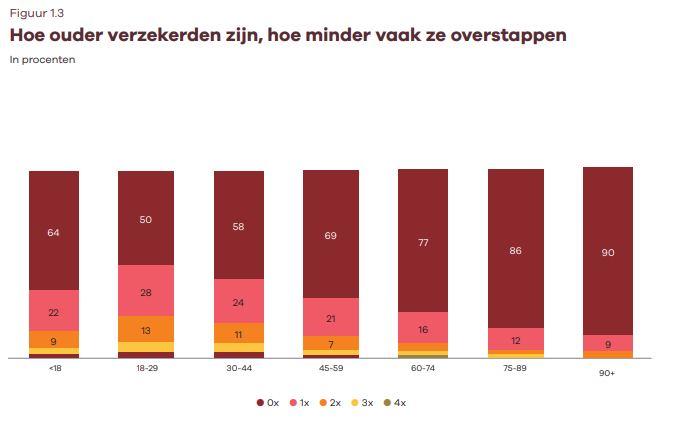 Figuur 1.3
Hoe ouder verzekerden zijn, hoe minder vaak ze overstappen
In procenten
64 50 58 69 77 86 90
22 28 24 21 16 12 9
9 13 11 7
<18 18-29 30-44 45-59 60-74 75-89 90+
0x 1x 2x 3x 4x